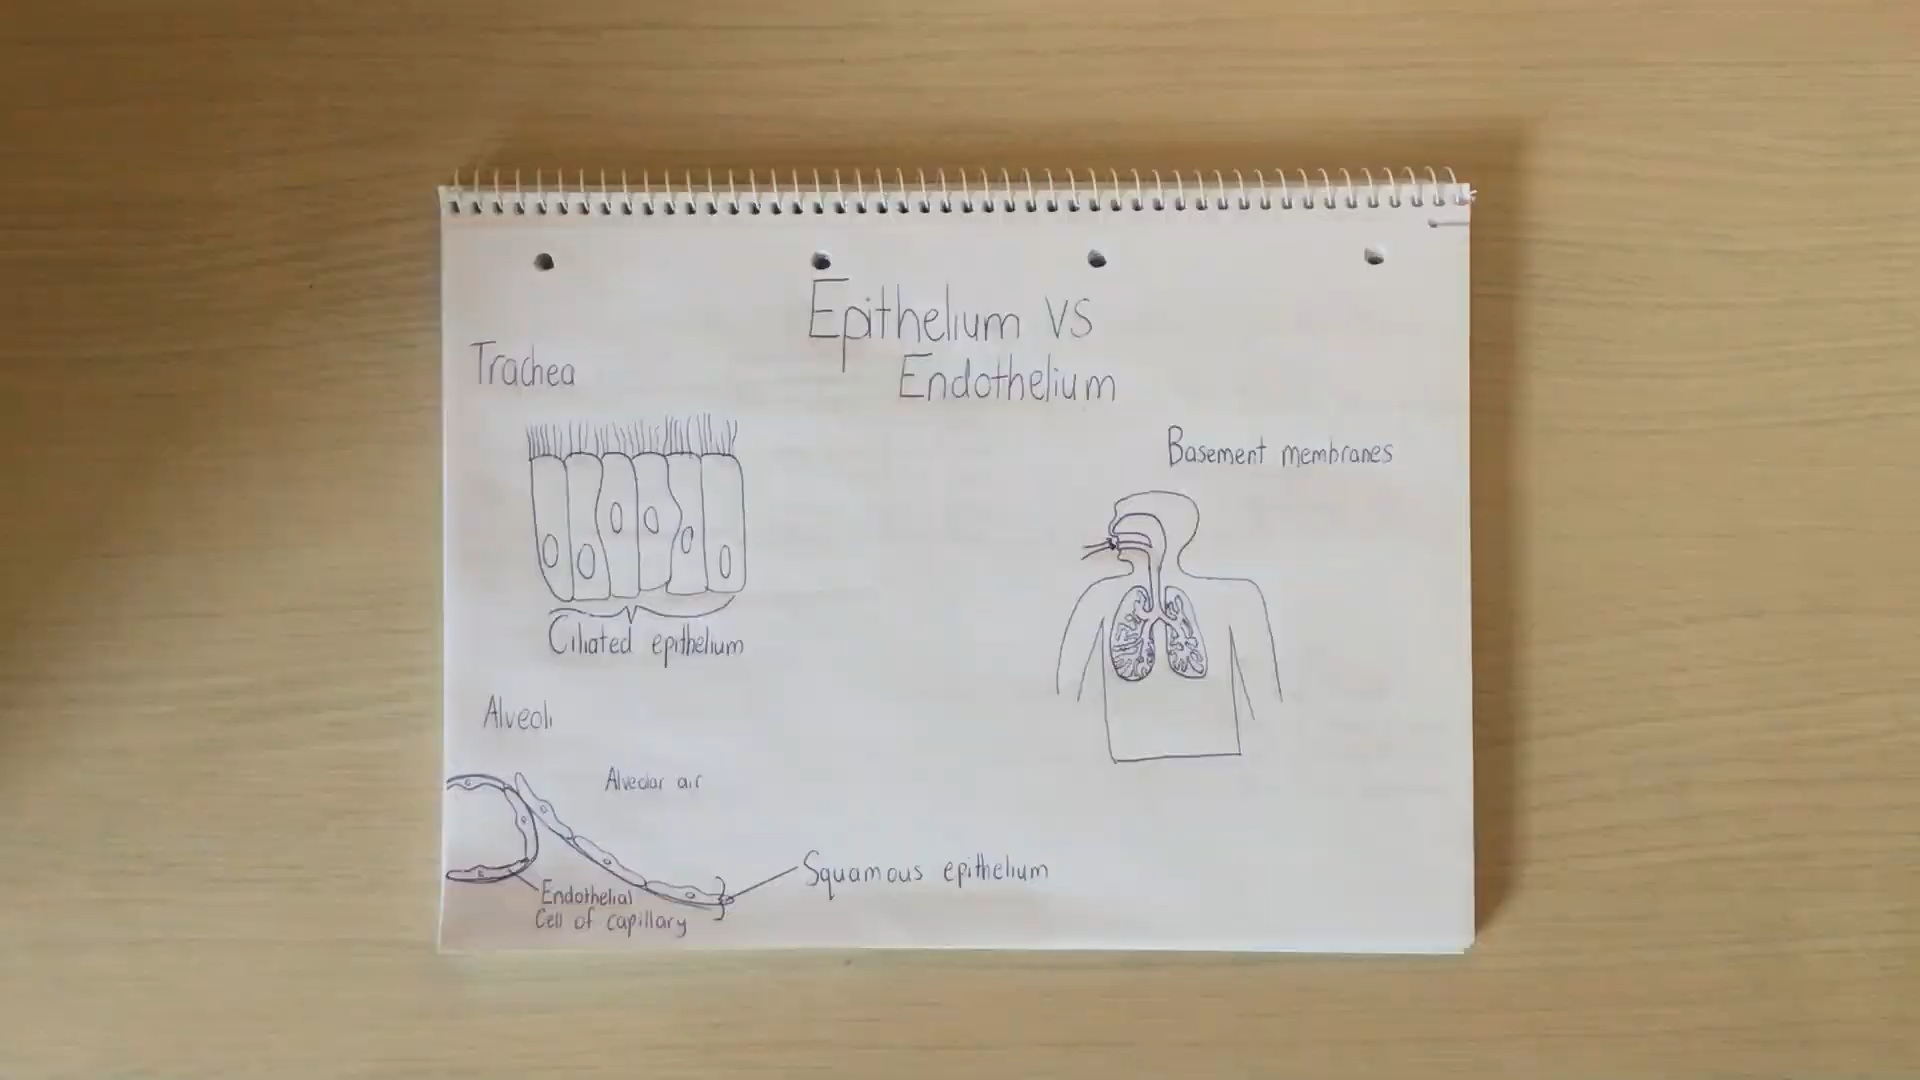 Epithelium VS
Endothelium
Trachea
Ciliated epithelium
Basement membranes
Alveoli
Alveolar air
Squamous epithelium
Endothelial
Cell of capillary